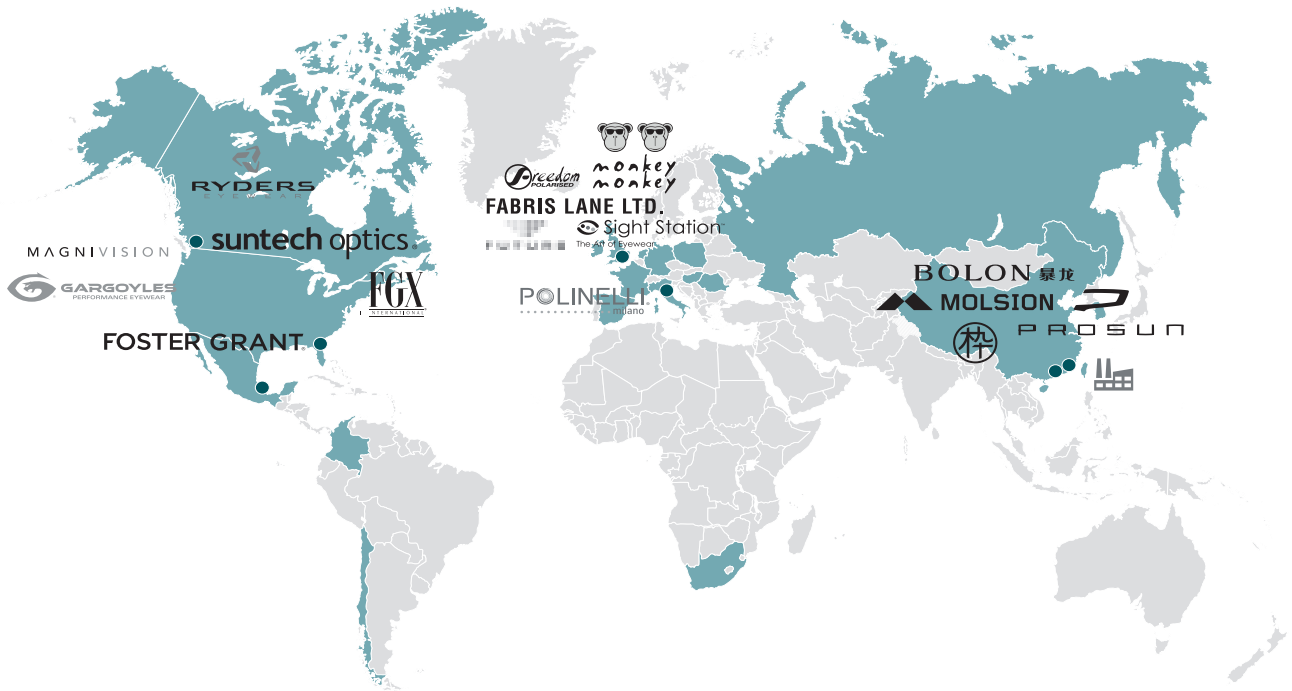 RYDERS
EYEWEAR
suntech optics
MAGNIVISION
GARGOYLES
PERFORMANCE EYEWEAR
FGX
INTERNATIONAL
FOSTER GRANT
monkey
monkey
Freedom
POLARISED
FABRIS LANE LTD.
Sight Station
The Art of Eyewear
POLINELLI
milano
BOLON 暴龙
MOLSION
PROSUN
枠